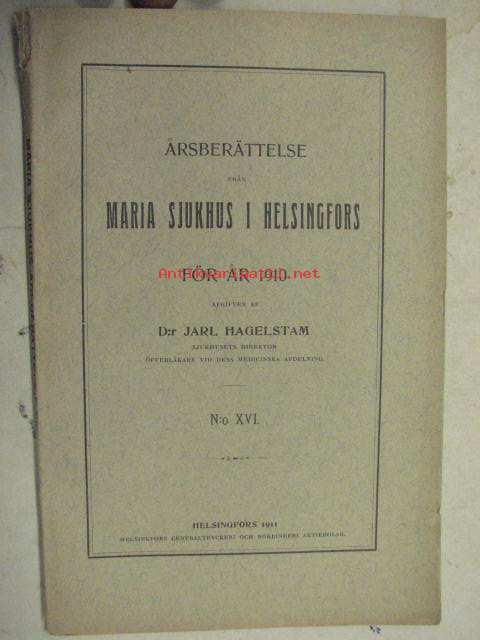 ÅRSBERÄTTELSE
FRÅN
MARIA SJUKHUS I HELSINGFORS
FÖR ÅR 1910
Antikvariaatti.net
AFGIFVEN AF
D:r JARL HAGELSTAM
SJUKHUSETS DIREKTOR
ÖFVERLÄKARE VID DESS MEDICINSKA AFDELNING.
N:o XVI.
HELSINGFORS 1911
HELSINGFORS CENTRALTRYCKERI OCH BOKBINDERI AKTIEBOLAG.